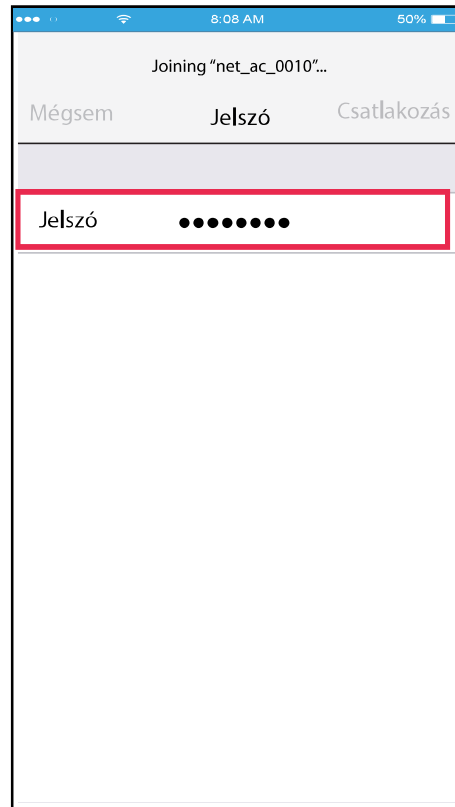 8:08 AM 50%
Joining “net_ac_0010”...
Mégsem Jelszó Csatlakozás
Jelszó ••••••••